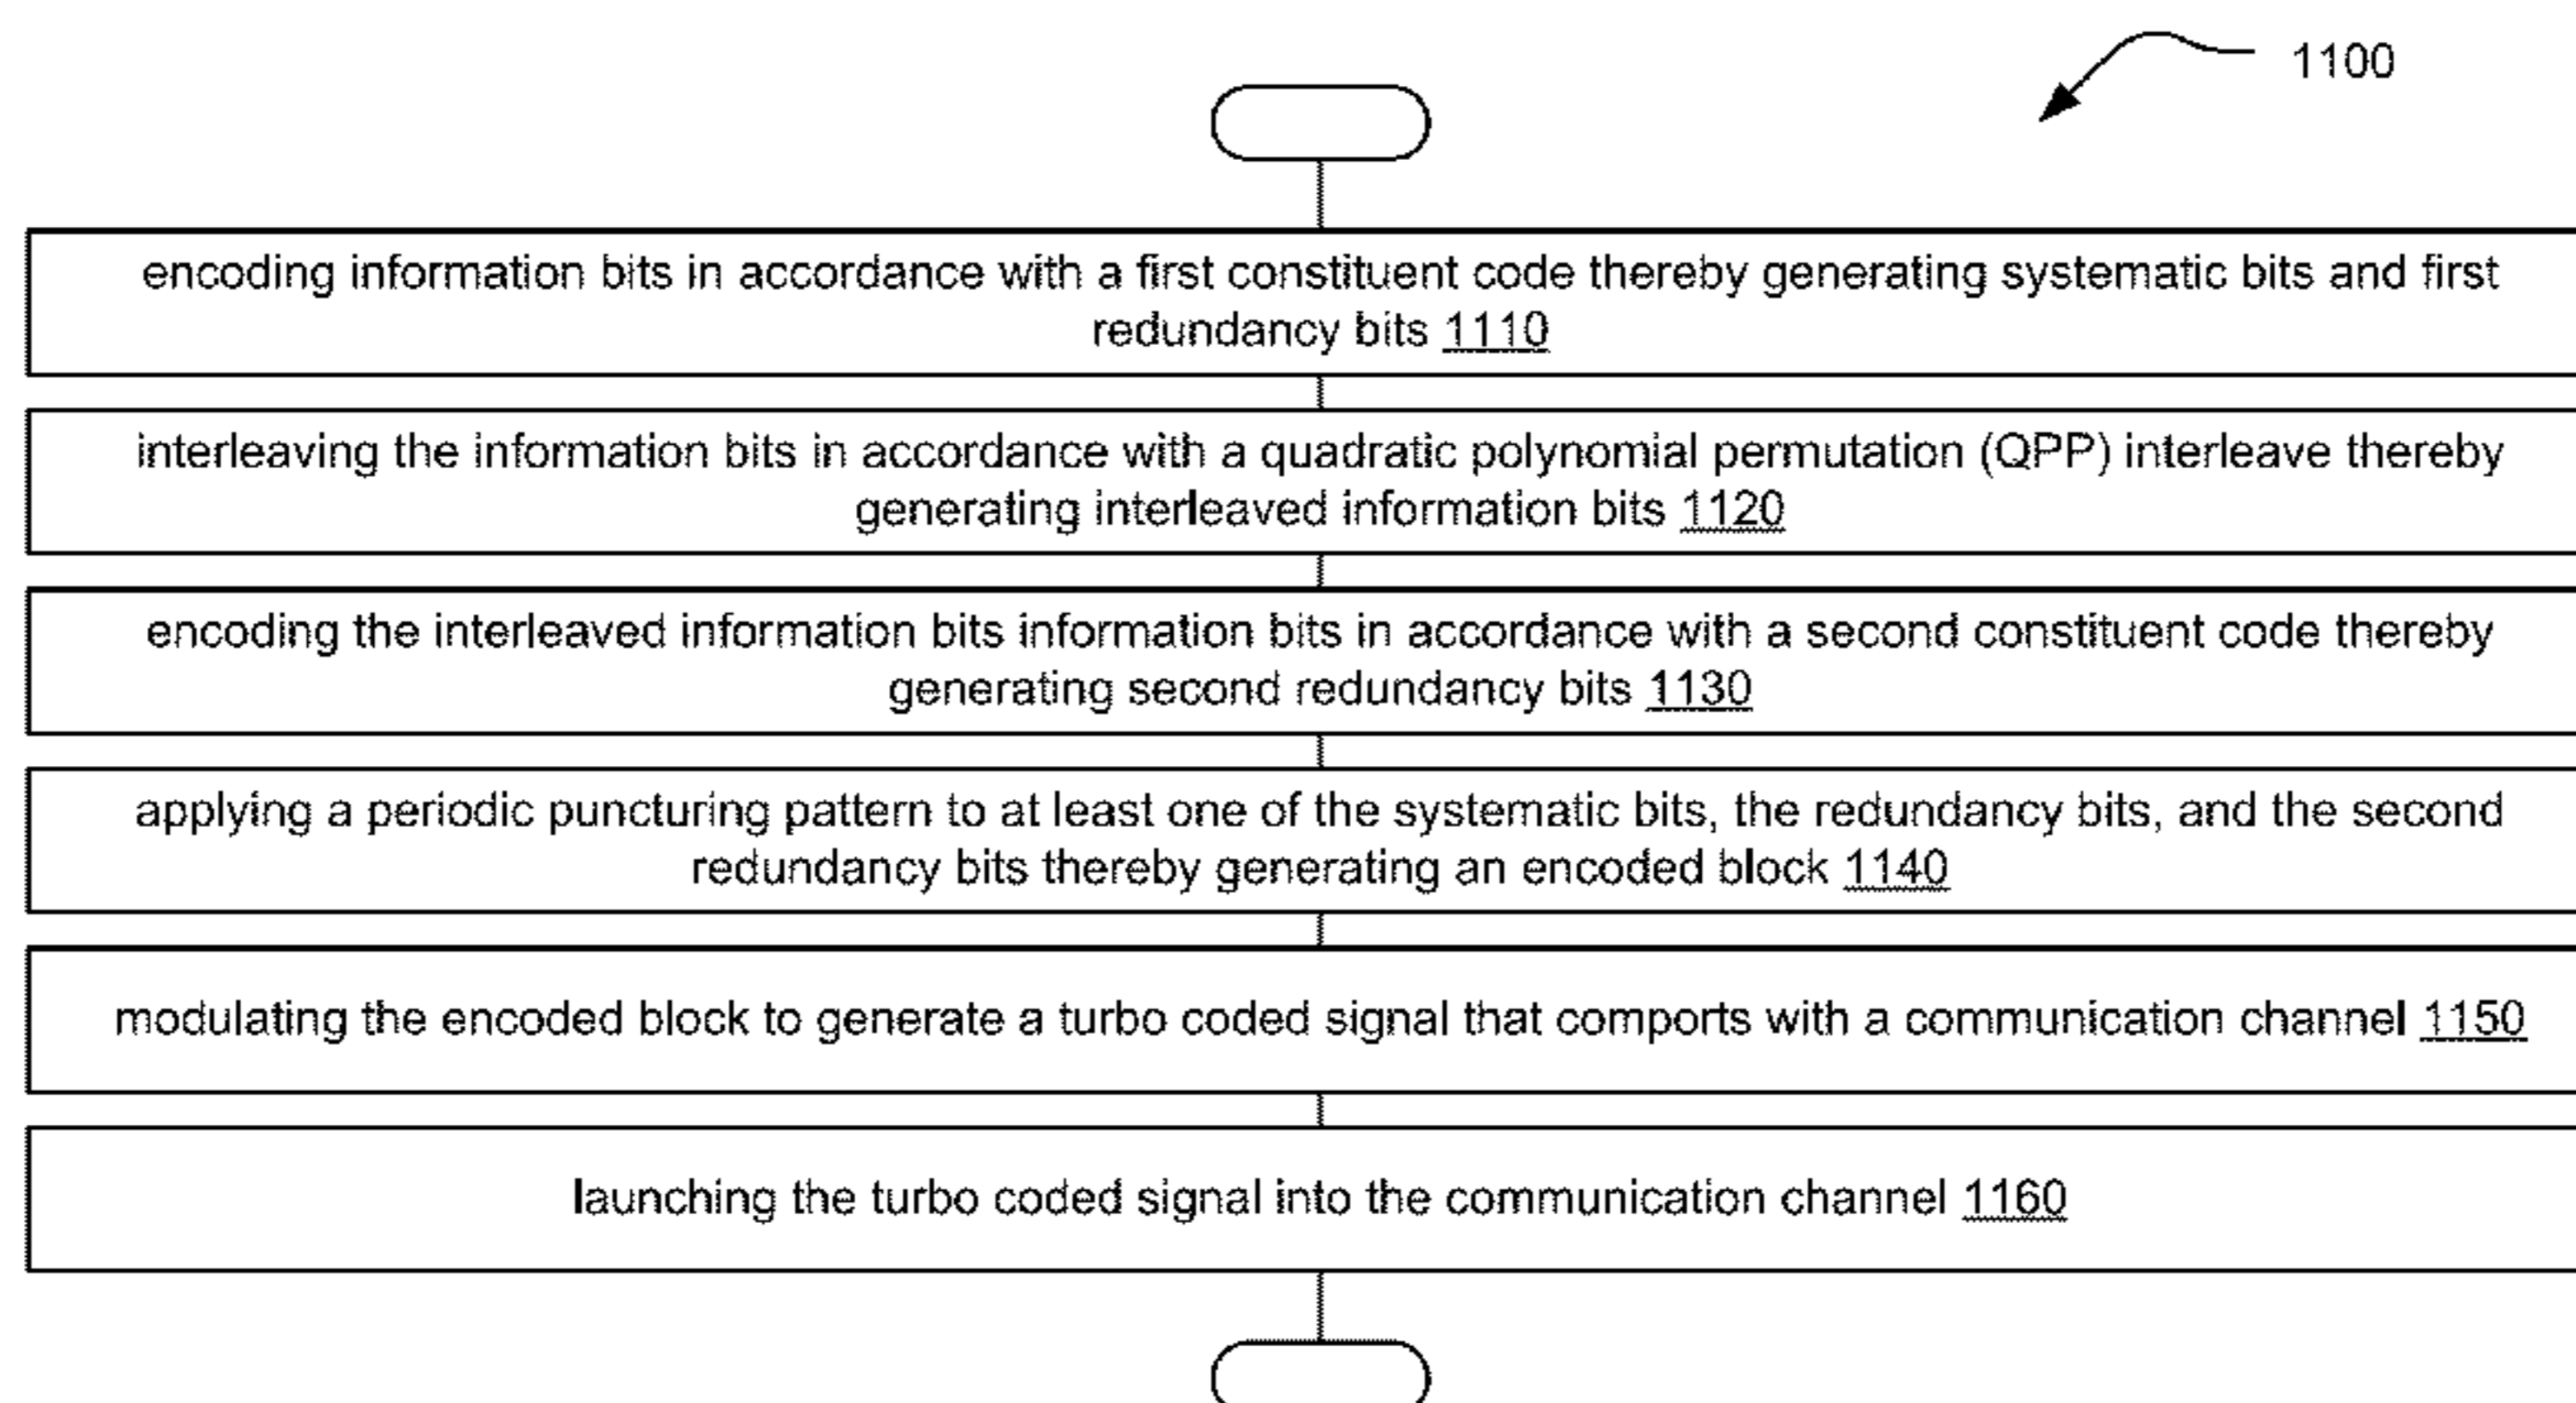 1100
encoding information bits in accordance with a first constituent code thereby generating systematic bits and first
redundancy bits 1110
interleaving the information bits in accordance with a quadratic polynomial permutation (QPP) interleave thereby
generating interleaved information bits 1120
encoding the interleaved information bits information bits in accordance with a second constituent code thereby
generating second redundancy bits 1130
applying a periodic puncturing pattern to at least one of the systematic bits, the redundancy bits, and the second
redundancy bits thereby generating an encoded block 1140
modulating the encoded block to generate a turbo coded signal that comports with a communication channel 1150
launching the turbo coded signal into the communication channel 1160